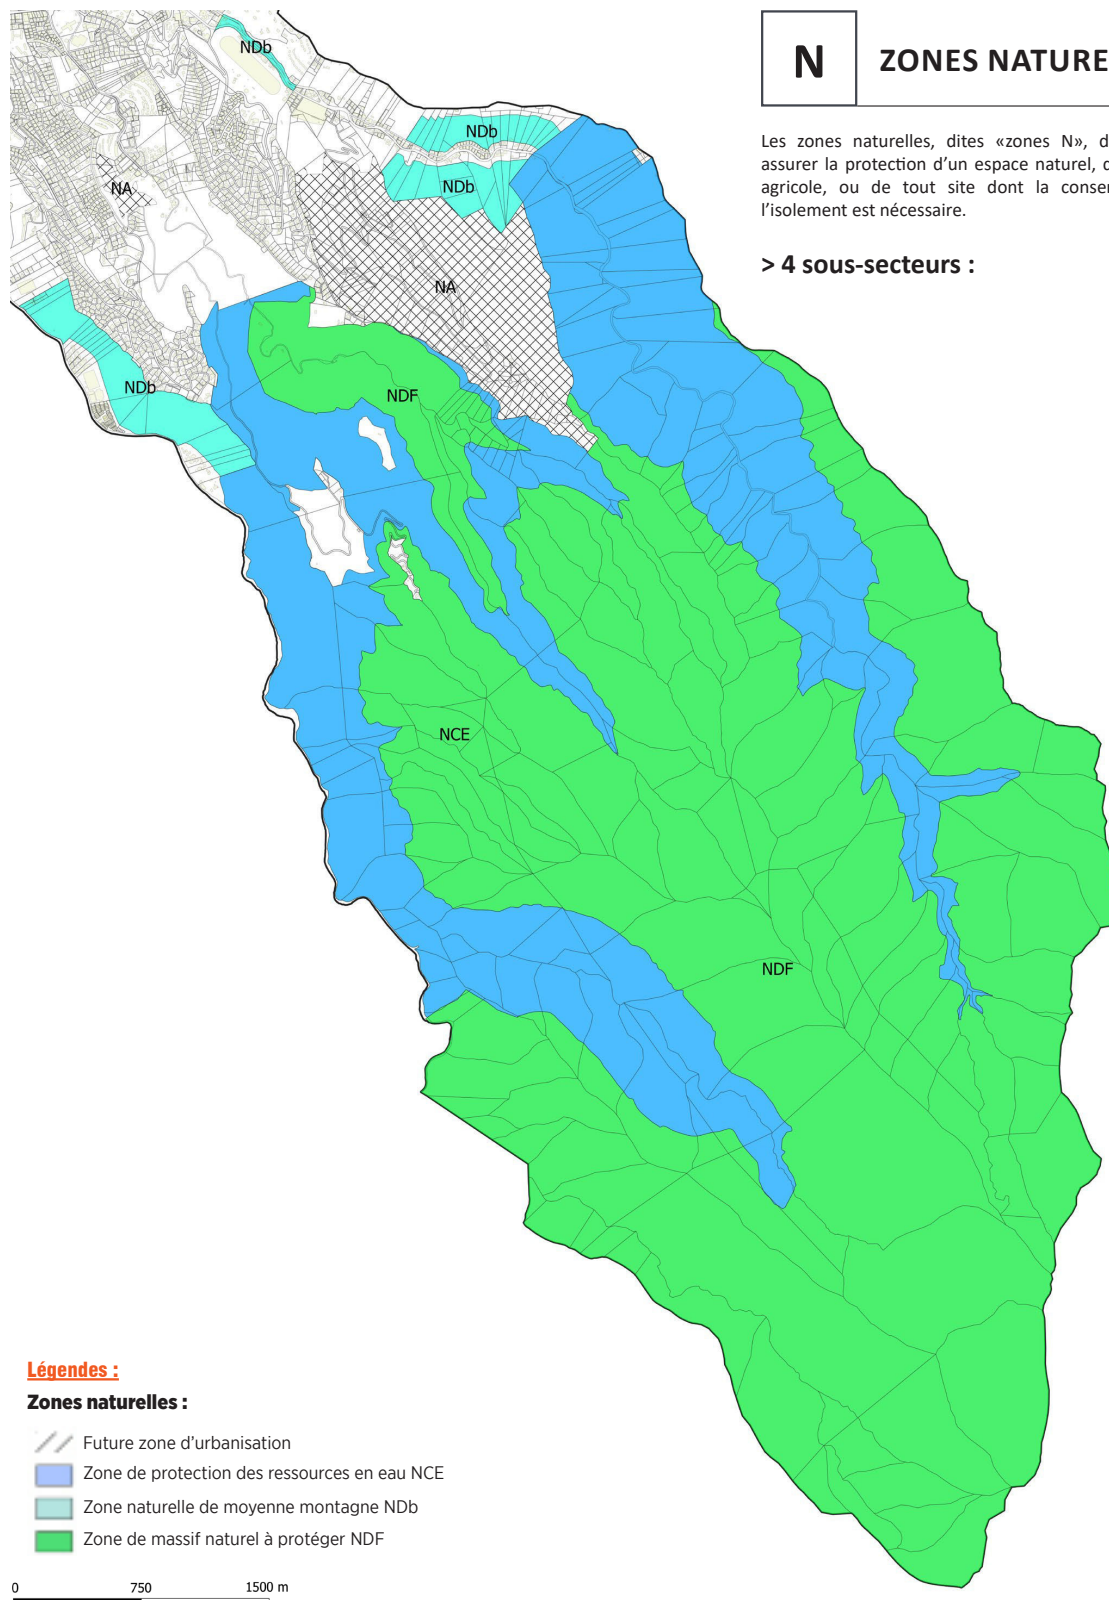 N
ZONES NATURE
Les zones naturelles, dites «zones N», d
assurer la protection d’un espace naturel,
agricole, ou de tout site dont la conser
l’isolement est nécessaire.
> 4 sous-secteurs :
NDb
NDb
NDb
NA
NA
NDb
NDF
NCE
NDF
Légendes :
Zones naturelles :
Future zone d’urbanisation
Zone de protection des ressources en eau NCE
Zone naturelle de moyenne montagne NDb
Zone de massif naturel à protéger NDF
0 750 1500 m